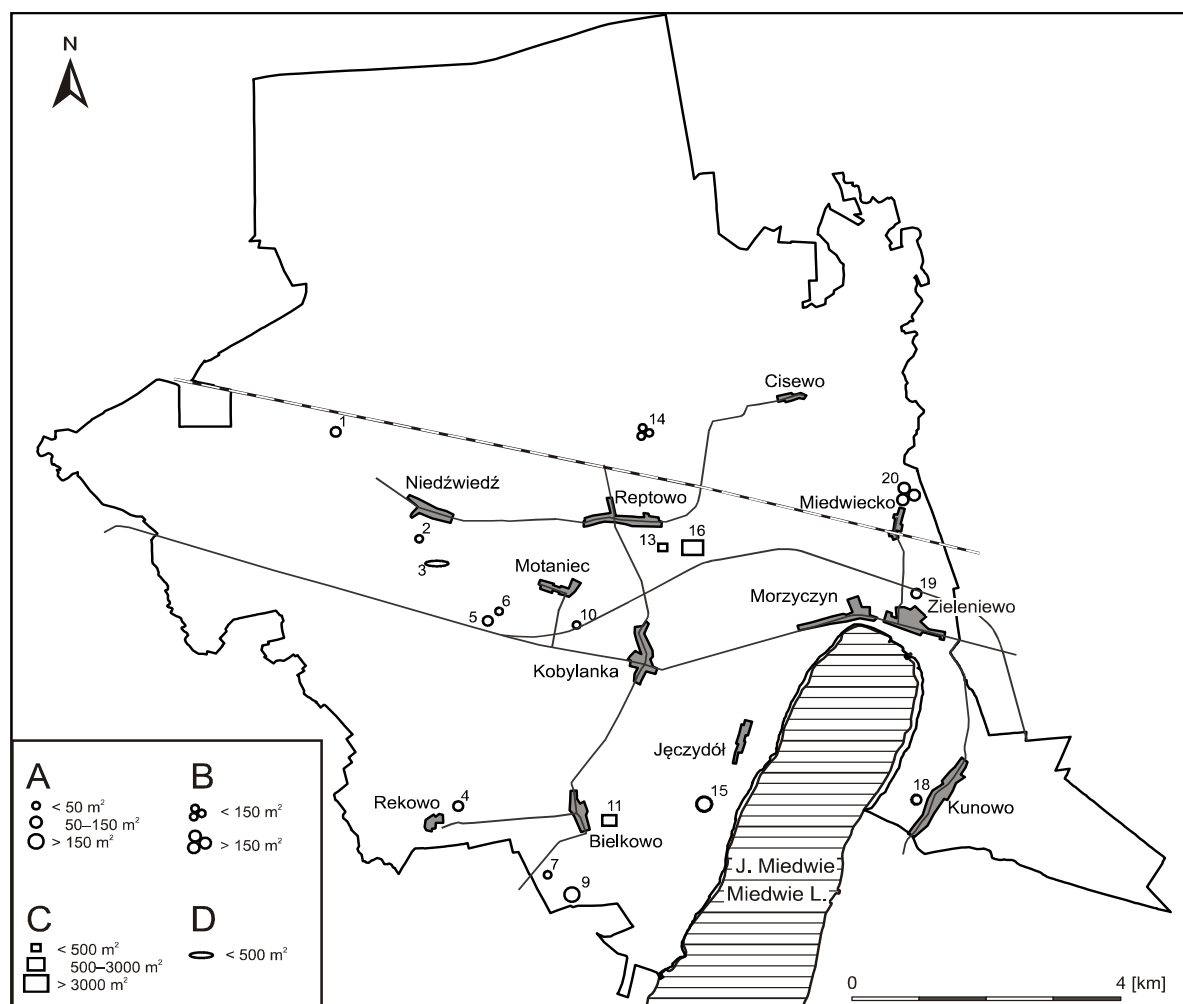 N
Cisewo
1
14
Niedźwiedź
Reptowo
20
Miedwiecko
2
13
16
3
Motaniec
19
Morzyczyn
Zieleniewo
6
5
10
Kobylanka
Jęczydół
A
B
< 50 m²
< 150 m²
50–150 m²
> 150 m²
> 150 m²
Rekowo
4
11
15
18
Kunowo
Bielkowo
7
9
J. Miedwie
Miedwie L.
C
D
< 500 m²
< 500 m²
500–3000 m²
> 3000 m²
0
4 [km]